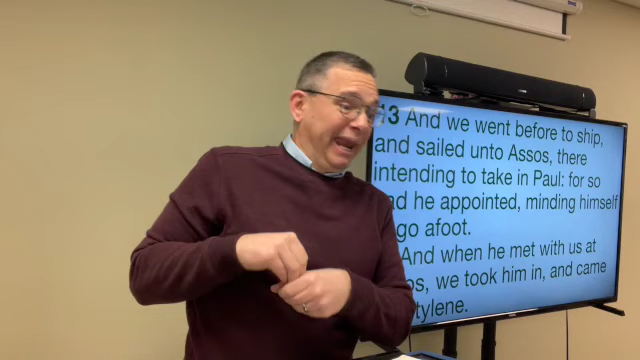 13 And we went before to ship,
and sailed unto Assos, there
intending to take in Paul: for so
he appointed, minding himself
go afoot.
And when he met with us at
we took him in, and came